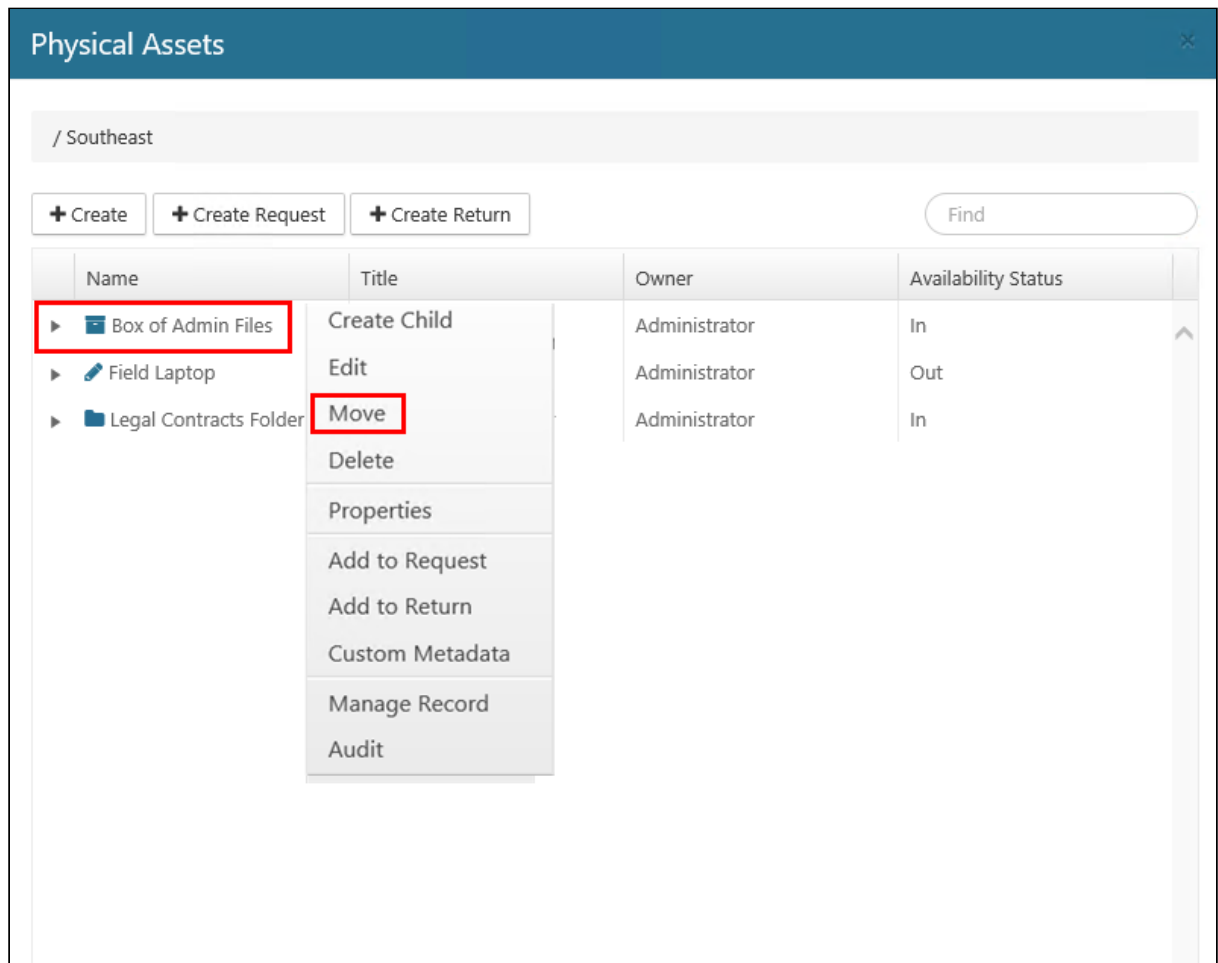 Physical Assets
/ Southeast
Create Create Request Create Return Find
Name Title Owner Availability Status
Box of Admin Files Administrator In
Field Laptop Administrator Out
Legal Contracts Folder Administrator In
Create Child
Edit
Move
Delete
Properties
Add to Request
Add to Return
Custom Metadata
Manage Record
Audit